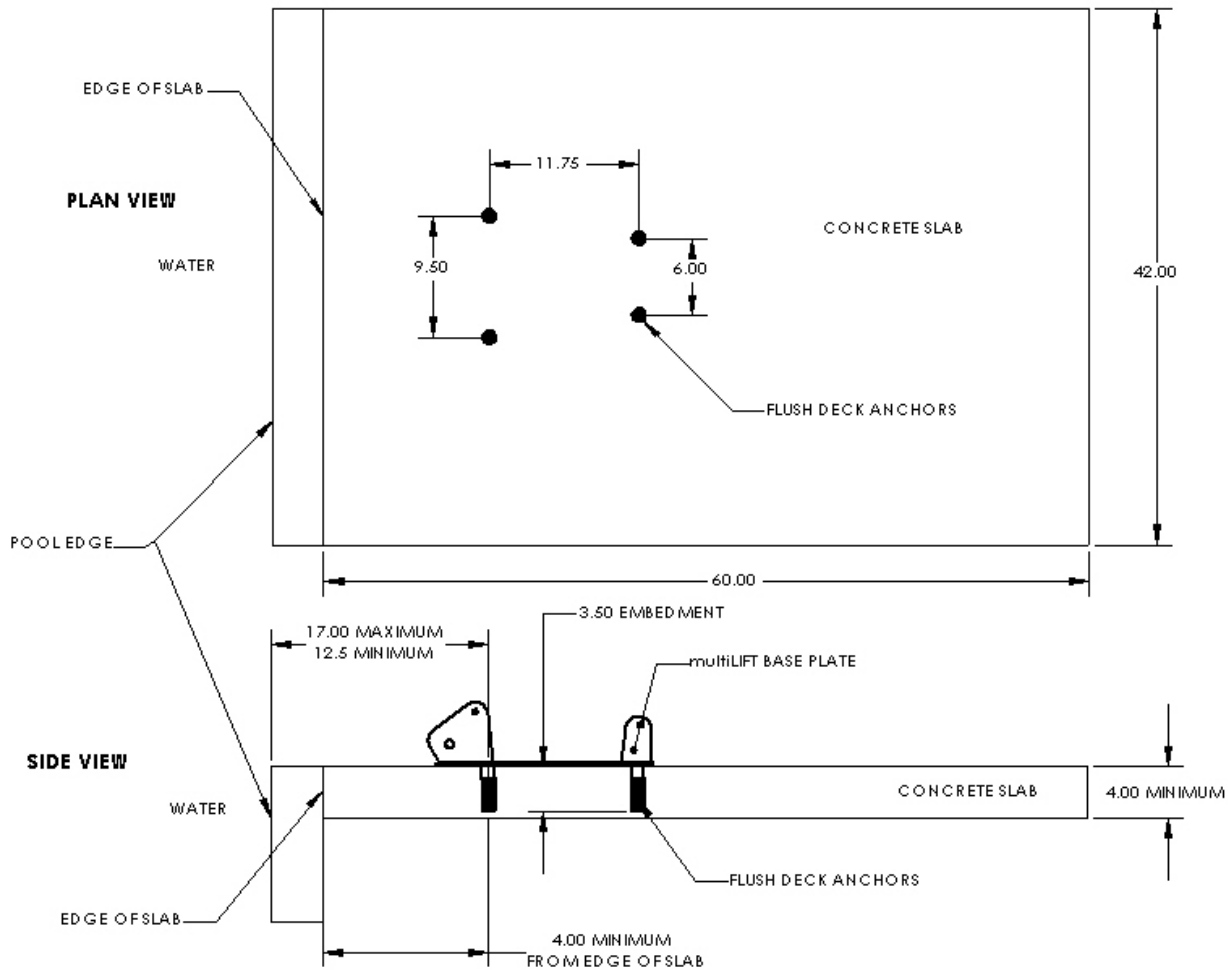 EDGE OF SLAB
11.75
PLAN VIEW
CONCRETE SLAB
WATER
9.50
6.00
42.00
FLUSH DECK ANCHORS
POOL EDGE
60.00
3.50 EMBEDMENT
17.00 MAXIMUM
12.5 MINIMUM
multiLIFT BASE PLATE
SIDE VIEW
CONCRETE SLAB
4.00 MINIMUM
WATER
FLUSH DECK ANCHORS
EDGE OF SLAB
4.00 MINIMUM
FROM EDGE OF SLAB